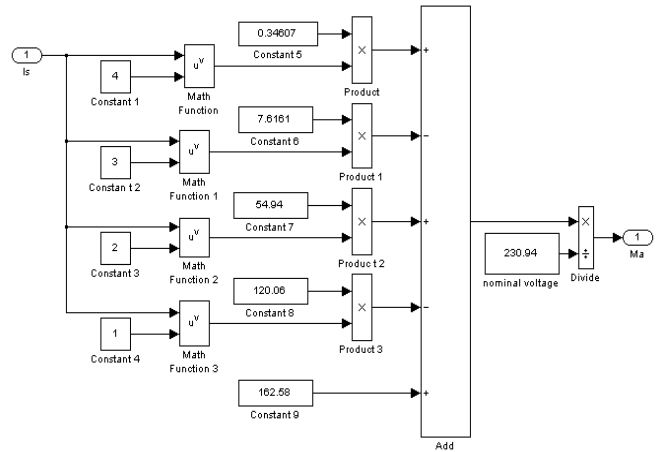 1
Is
4
Constant 1
u^v
Math
Function
0.34607
Constant 5
×
Product
+
3
Constan t 2
u^v
Math
Function 1
7.6161
Constant 6
×
Product 1
−
2
Constant 3
u^v
Math
Function 2
54.94
Constant 7
×
Produc t 2
+
1
Constant 4
u^v
Math
Function 3
120.06
Constant 8
×
Product 3
−
162.58
Constant 9
+
Add
230.94
nominal voltage
×
÷
Divide
1
Ma